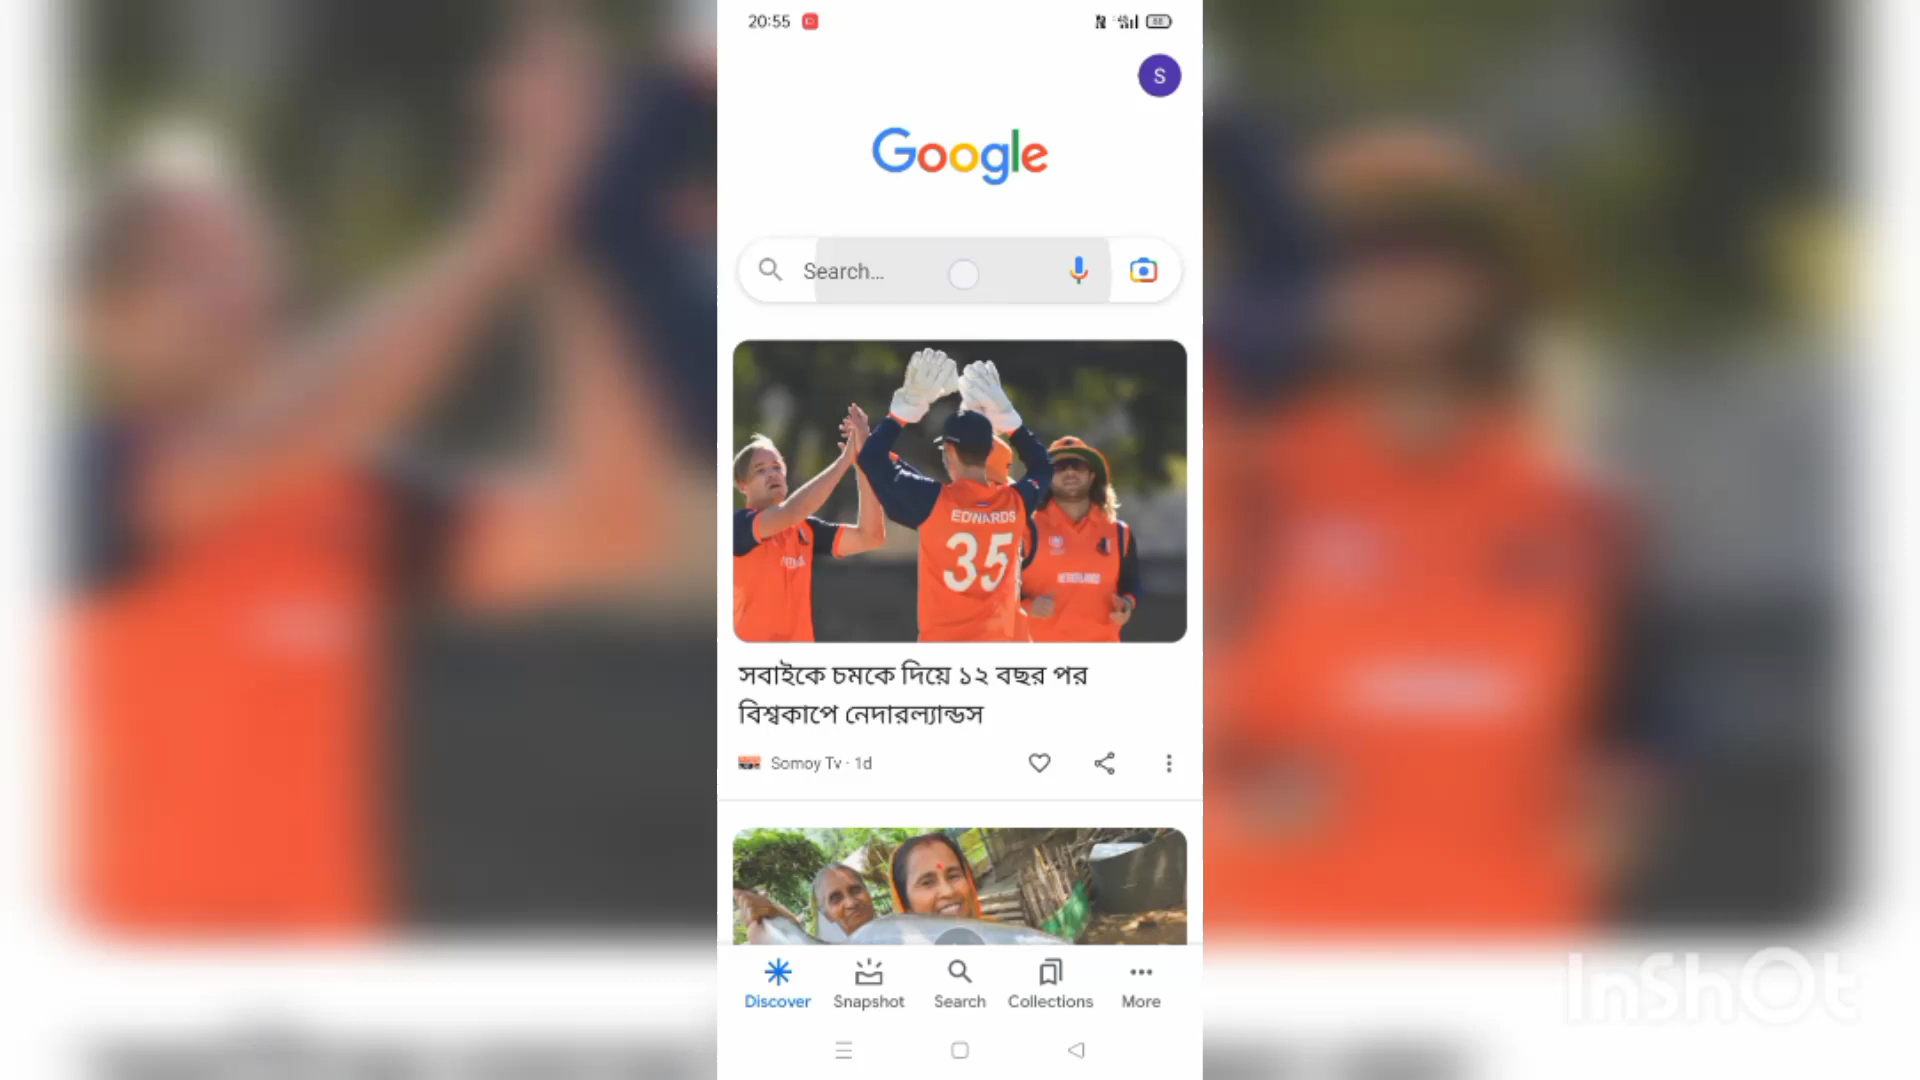 20:55
S
Google
Search...
EDWARDS
35
সবাইকে চমকে দিয়ে ১২ বছর পর
বিশ্বকাপে নেদারল্যান্ডস
Somoy Tv · 1d
Discover
Snapshot
Search
Collections
More
InShOt